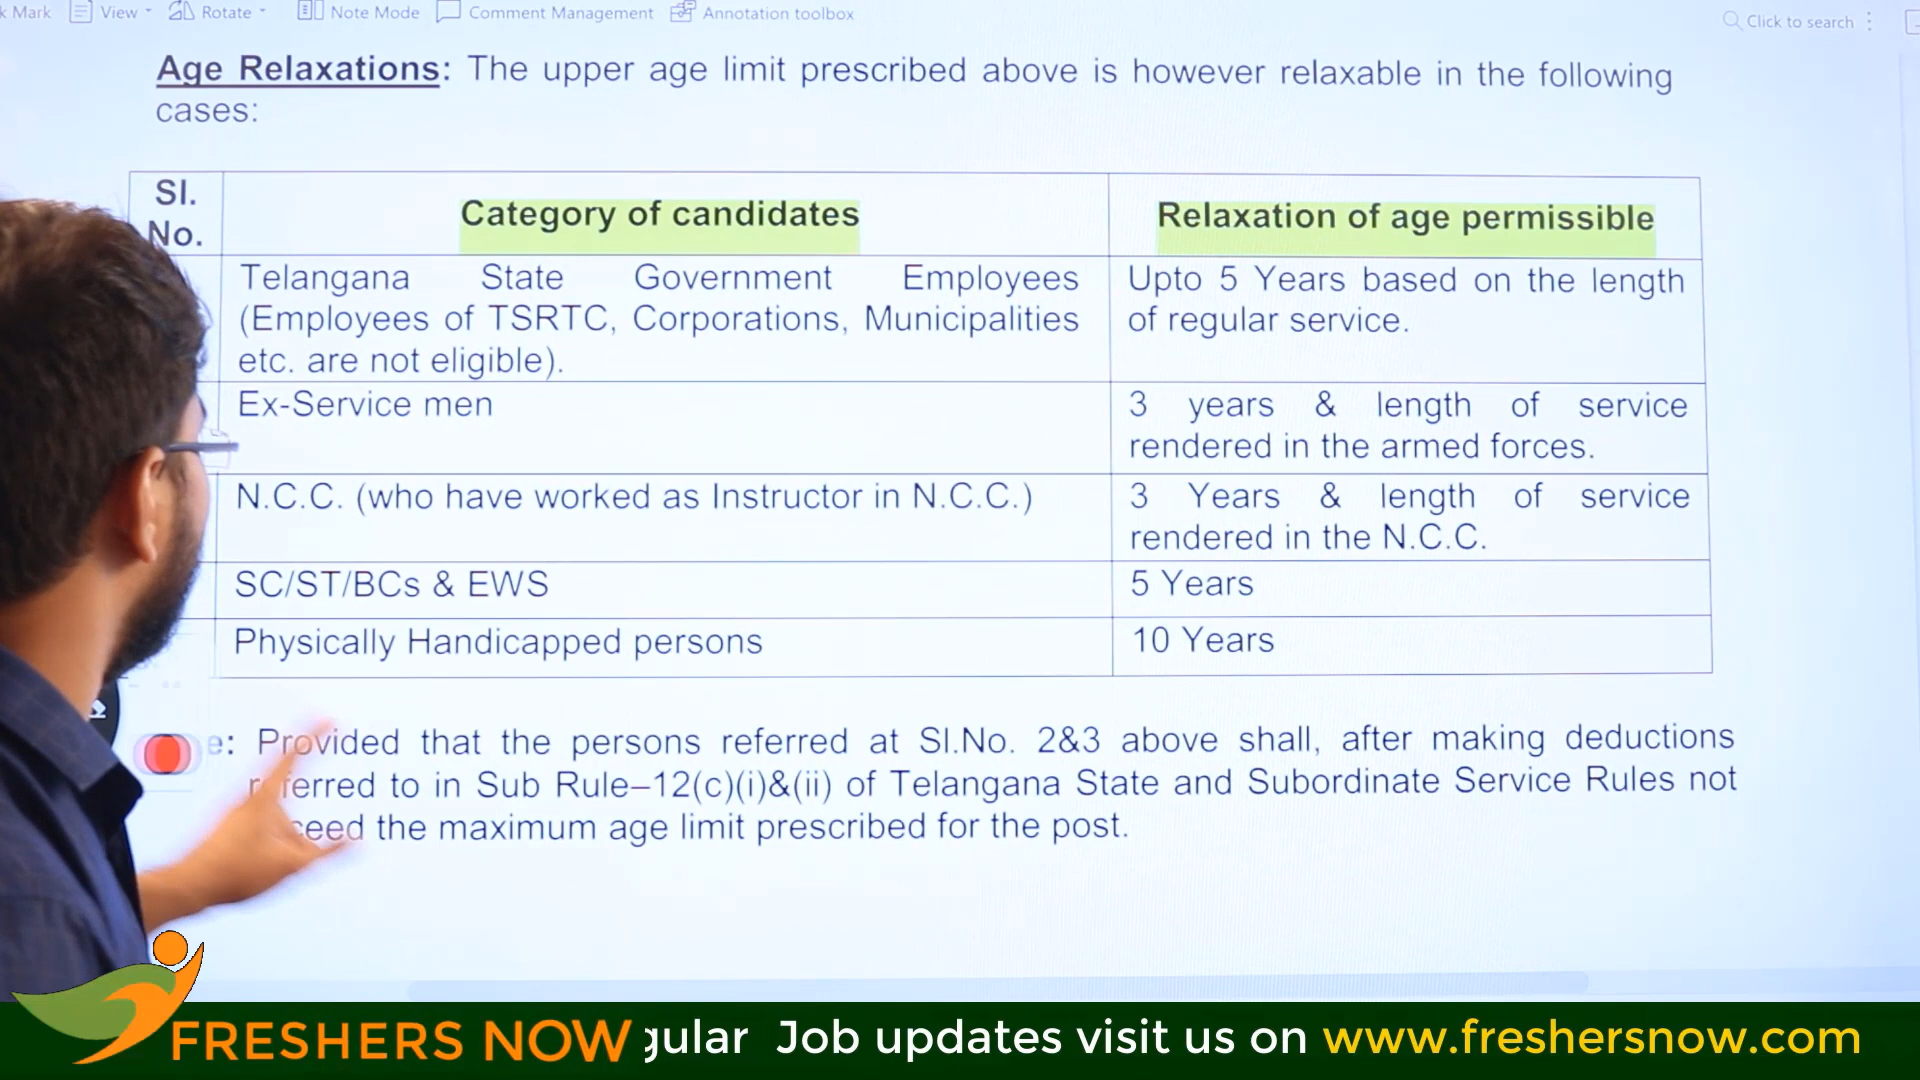 k Mark View Rotate Note Mode Comment Management Annotation toolbox Click to search
Age Relaxations: The upper age limit prescribed above is however relaxable in the following
cases:
Sl.
No.
Category of candidates
Relaxation of age permissible
Telangana State Government Employees
(Employees of TSRTC, Corporations, Municipalities
etc. are not eligible).
Upto 5 Years based on the length
of regular service.
Ex-Service men
3 years & length of service
rendered in the armed forces.
N.C.C. (who have worked as Instructor in N.C.C.)
3 Years & length of service
rendered in the N.C.C.
SC/ST/BCs & EWS
5 Years
Physically Handicapped persons
10 Years
e: Provided that the persons referred at Sl.No. 2&3 above shall, after making deductions
referred to in Sub Rule–12(c)(i)&(ii) of Telangana State and Subordinate Service Rules not
ceed the maximum age limit prescribed for the post.
FRESHERS NOW gular Job updates visit us on www.freshersnow.com